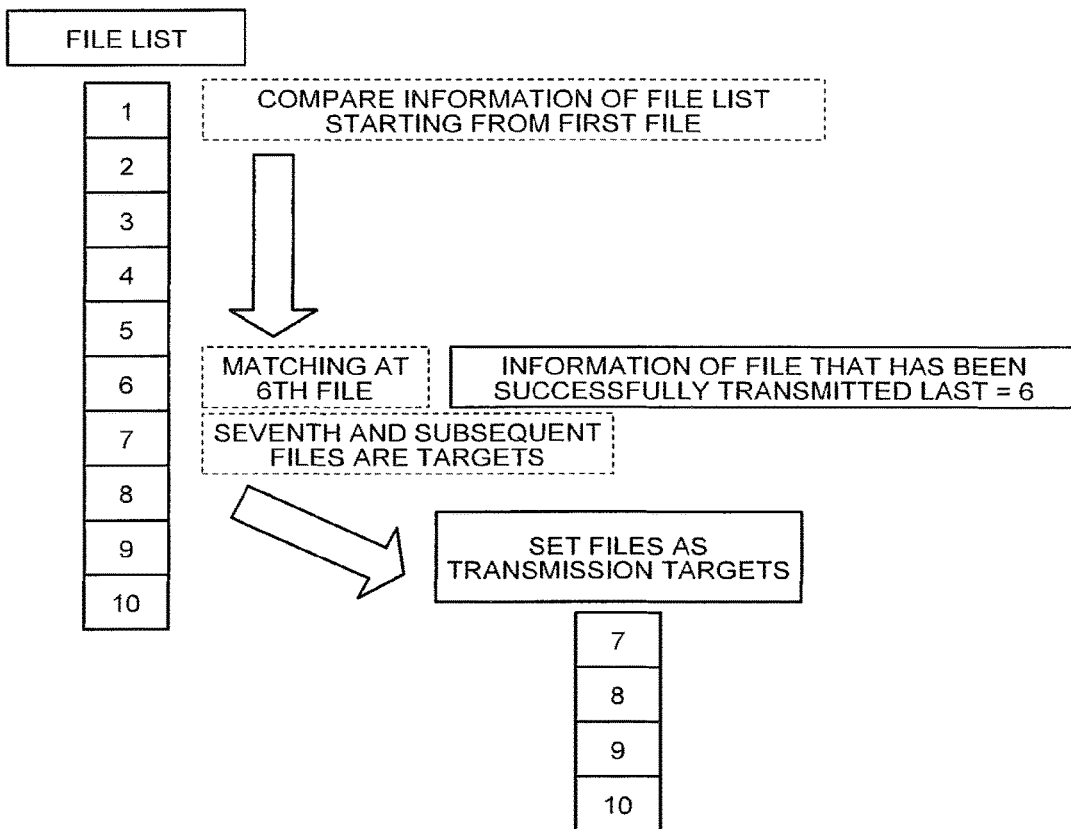 FILE LIST
1
COMPARE INFORMATION OF FILE LIST
STARTING FROM FIRST FILE
2
3
4
5
6
MATCHING AT
6TH FILE
INFORMATION OF FILE THAT HAS BEEN
SUCCESSFULLY TRANSMITTED LAST = 6
7
SEVENTH AND SUBSEQUENT
FILES ARE TARGETS
8
9
10
SET FILES AS
TRANSMISSION TARGETS
7
8
9
10